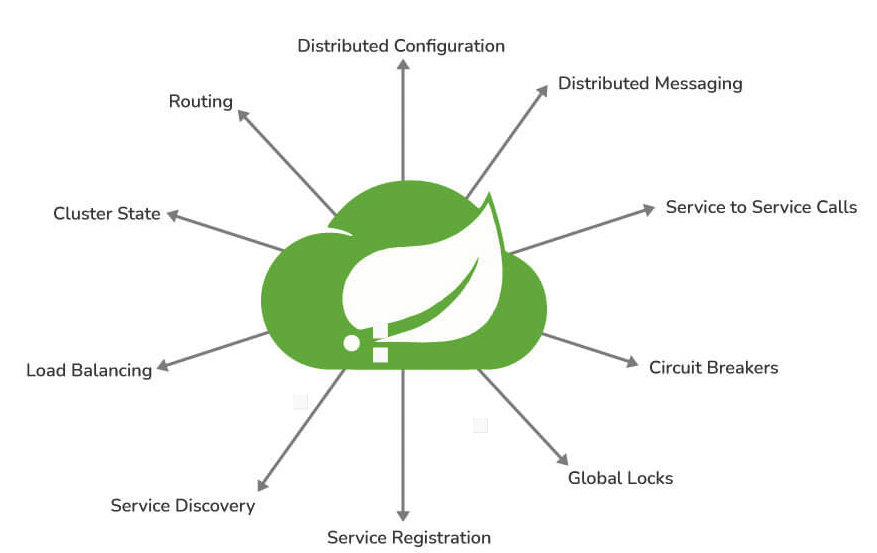 Distributed Configuration
Distributed Messaging
Routing
Service to Service Calls
Cluster State
Circuit Breakers
Load Balancing
Global Locks
Service Discovery
Service Registration